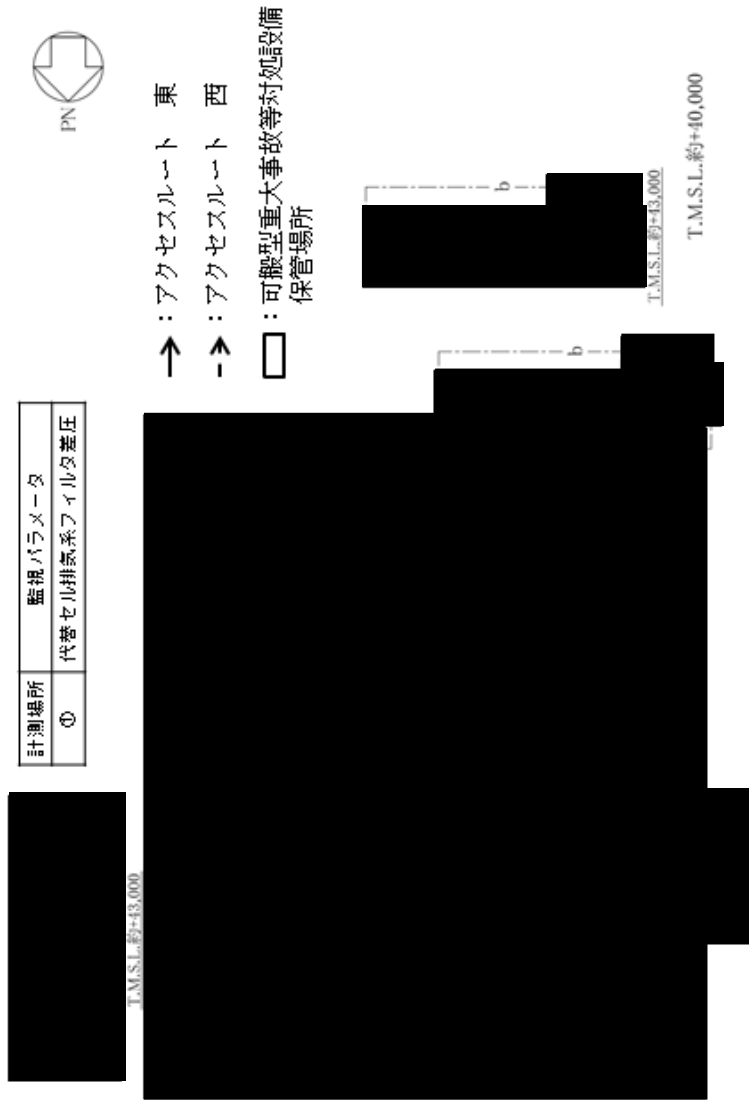 計測場所 監視パラメータ
① 代替セル排気系フィルタ差圧
PN
→：アクセスルート 東
⇢：アクセスルート 西
：可搬型重大事故等対処設備
保管場所
T.M.S.L.約+43,000
b
b
T.M.S.L.約+43,000
T.M.S.L.約+40,000